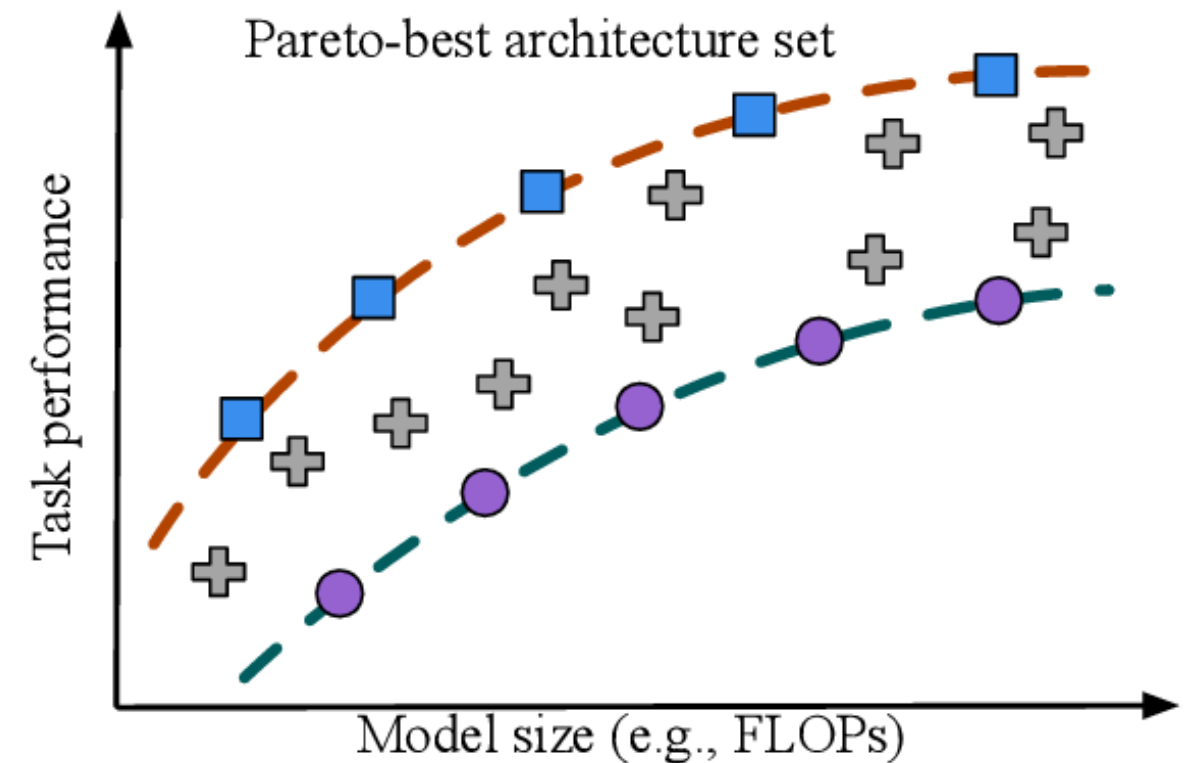 Pareto-best architecture set
Task performance
Model size (e.g., FLOPs)